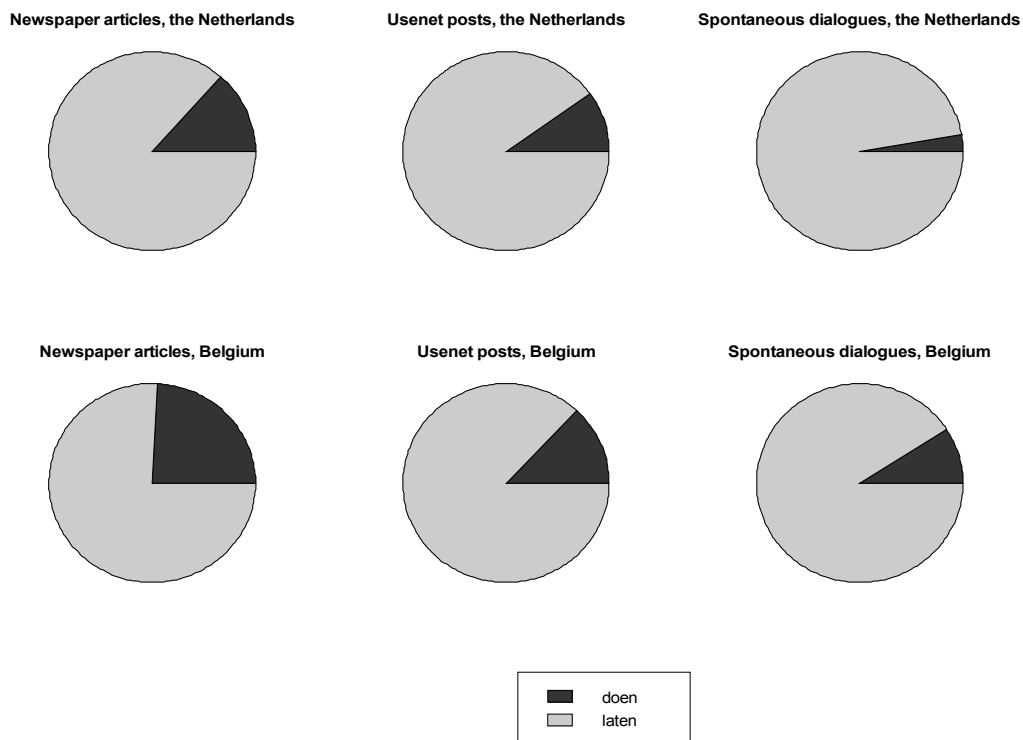 Newspaper articles, the Netherlands
Usenet posts, the Netherlands
Spontaneous dialogues, the Netherlands
Newspaper articles, Belgium
Usenet posts, Belgium
Spontaneous dialogues, Belgium
doen
laten